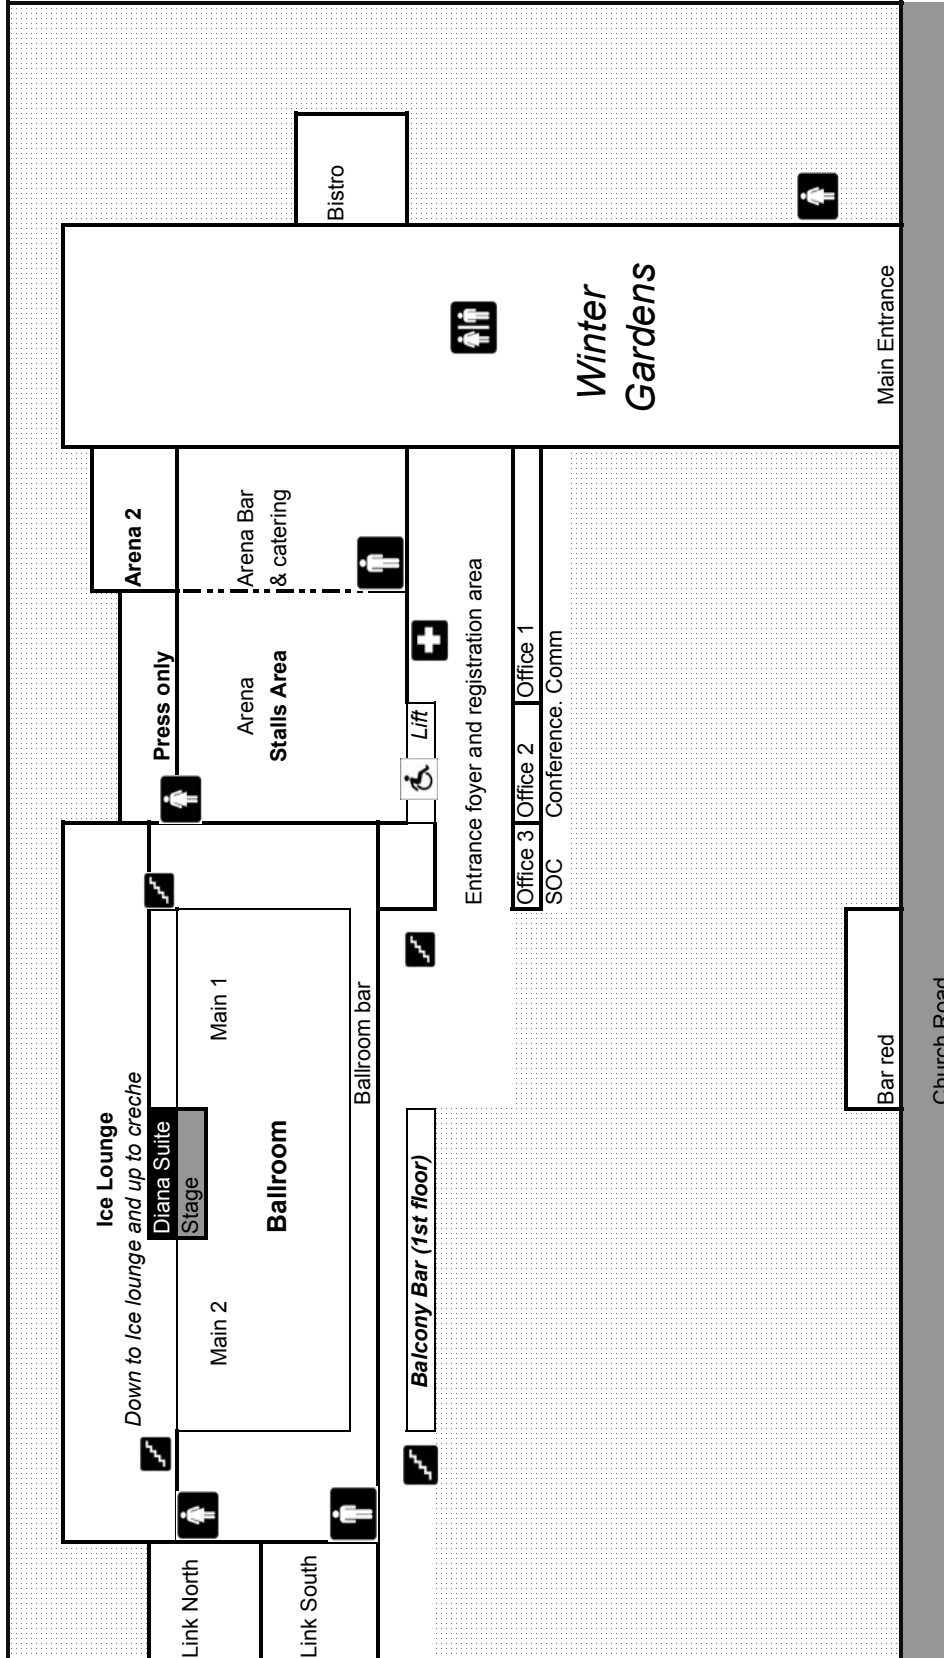 Bistro
Winter
Gardens
Main Entrance
Arena 2
Arena Bar
& catering
Press only
Arena
Stalls Area
Lift
Entrance foyer and registration area
Office 1
Office 2
Office 3
Conference. Comm
SOC
Ice Lounge
Down to Ice lounge and up to creche
Diana Suite
Stage
Main 1
Main 2
Ballroom
Ballroom bar
Balcony Bar (1st floor)
Bar red
Church Road
Link North
Link South